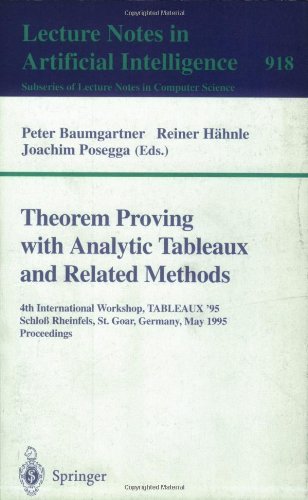 Lecture Notes in
Artificial Intelligence 918
Subseries of Lecture Notes in Computer Science
Peter Baumgartner Reiner Hähnle
Joachim Posegga (Eds.)
Theorem Proving
with Analytic Tableaux
and Related Methods
4th International Workshop, TABLEAUX '95
Schloß Rheinfels, St. Goar, Germany, May 1995
Proceedings
Springer